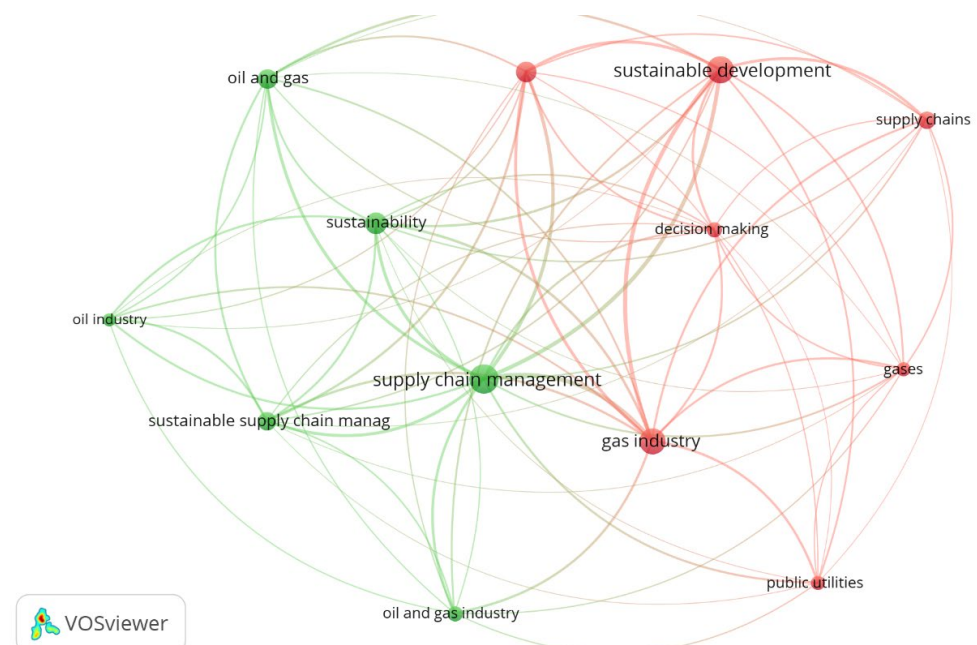 oil and gas
sustainable development
supply chains
sustainability
decision making
oil industry
supply chain management
gases
sustainable supply chain manag
gas industry
public utilities
oil and gas industry
VOSviewer